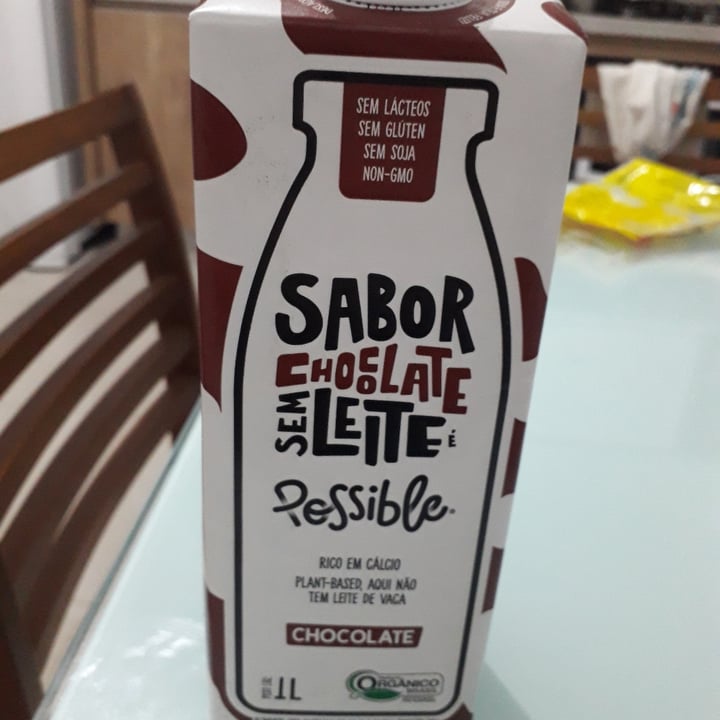 SEM LÁCTEOS
SEM GLÚTEN
SEM SOJA
NON-GMO
SABOR
CHOCOLATE
SEM LEITE É
Possible
RICO EM CÁLCIO
PLANT-BASED, AQUI NÃO
TEM LEITE DE VACA
CHOCOLATE
1L
ORGÂNICO
BRASIL